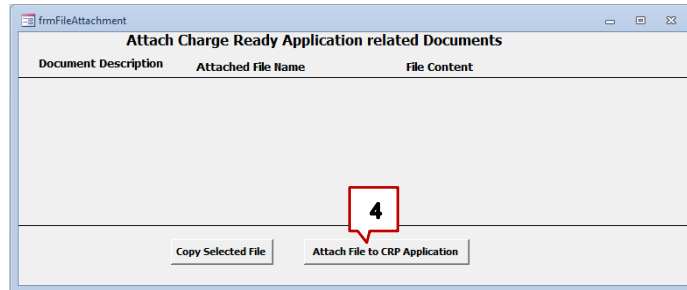 frmFileAttachment
Attach Charge Ready Application related Documents
Document Description Attached File Name File Content
4
Copy Selected File Attach File to CRP Application